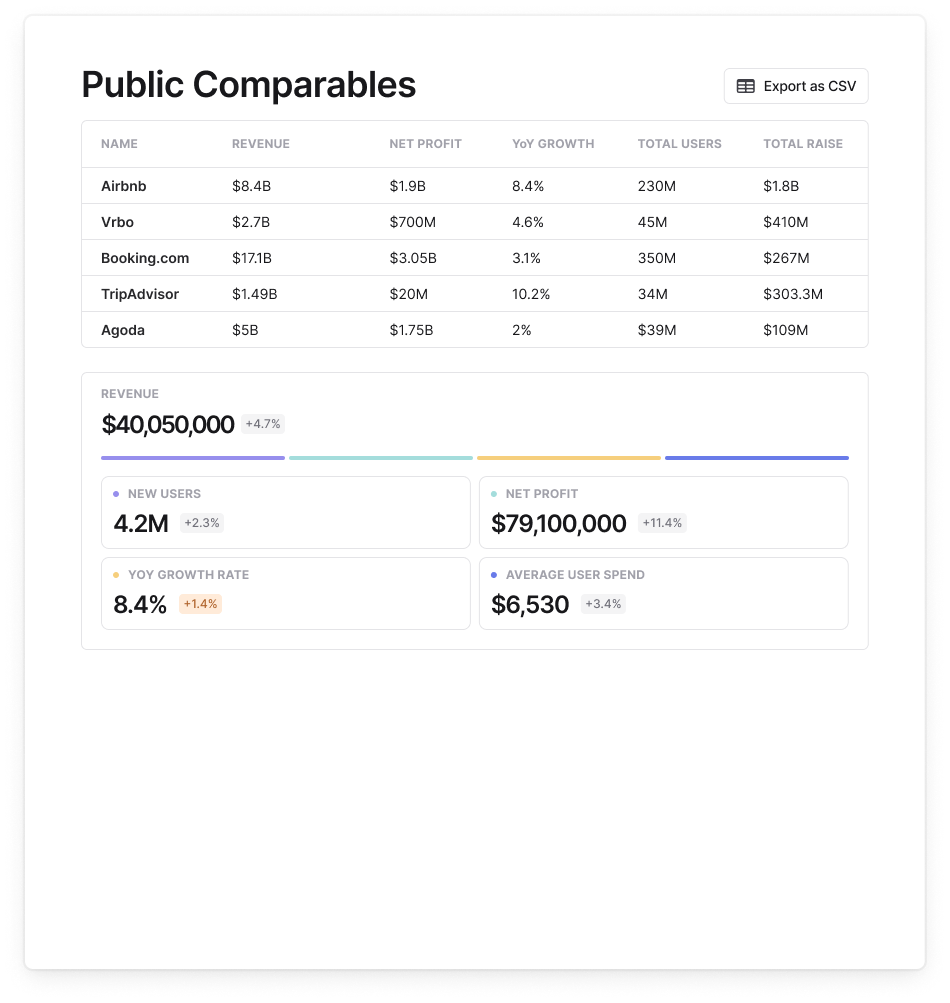 Public Comparables
Export as CSV
NAME REVENUE NET PROFIT YoY GROWTH TOTAL USERS TOTAL RAISE
Airbnb $8.4B $1.9B 8.4% 230M $1.8B
Vrbo $2.7B $700M 4.6% 45M $410M
Booking.com $17.1B $3.05B 3.1% 350M $267M
TripAdvisor $1.49B $20M 10.2% 34M $303.3M
Agoda $5B $1.75B 2% $39M $109M
REVENUE
$40,050,000 +4.7%
NEW USERS
4.2M +2.3%
NET PROFIT
$79,100,000 +11.4%
YOY GROWTH RATE
8.4% +1.4%
AVERAGE USER SPEND
$6,530 +3.4%